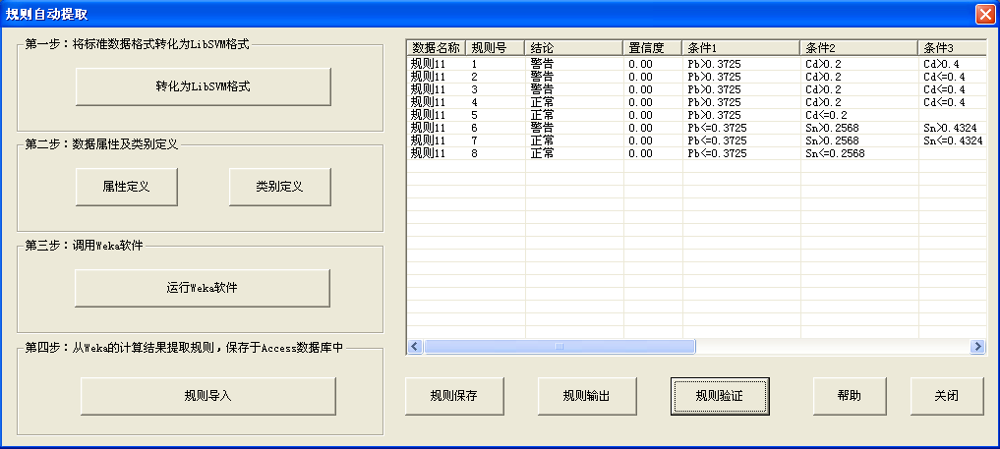 规则自动提取
第一步：将标准数据格式转化为LibSVM格式
转化为LibSVM格式
第二步：数据属性及类别定义
属性定义 类别定义
第三步：调用Weka软件
运行Weka软件
第四步：从Weka的计算结果提取规则，保存于Access数据库中
规则导入
数据名称 规则号 结论 置信度 条件1 条件2 条件3
规则11 1 警告 0.00 Pb>0.3725 Cd>0.2 Cd>0.4
规则11 2 警告 0.00 Pb>0.3725 Cd>0.2 Cd<=0.4
规则11 3 警告 0.00 Pb>0.3725 Cd>0.2 Cd<=0.4
规则11 4 正常 0.00 Pb>0.3725 Cd>0.2 Cd<=0.4
规则11 5 正常 0.00 Pb>0.3725 Cd<=0.2
规则11 6 警告 0.00 Pb<=0.3725 Sn>0.2568 Sn>0.4324
规则11 7 正常 0.00 Pb<=0.3725 Sn>0.2568 Sn<=0.4324
规则11 8 正常 0.00 Pb<=0.3725 Sn<=0.2568
规则保存 规则输出 规则验证 帮助 关闭